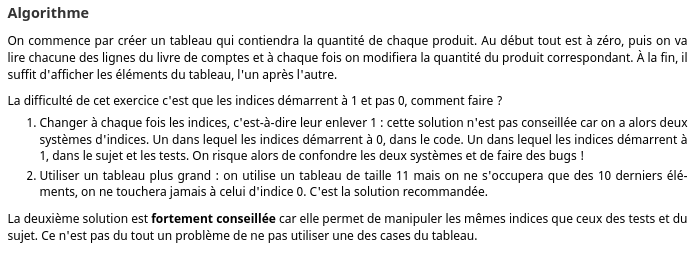 Algorithme
On commence par créer un tableau qui contiendra la quantité de chaque produit. Au début tout est à zéro, puis on va
lire chacune des lignes du livre de comptes et à chaque fois on modifiera la quantité du produit correspondant. À la fin, il
suffit d'afficher les éléments du tableau, l'un après l'autre.
La difficulté de cet exercice c'est que les indices démarrent à 1 et pas 0, comment faire ?
1. Changer à chaque fois les indices, c'est-à-dire leur enlever 1 : cette solution n'est pas conseillée car on a alors deux
systèmes d'indices. Un dans lequel les indices démarrent à 0, dans le code. Un dans lequel les indices démarrent à
1, dans le sujet et les tests. On risque alors de confondre les deux systèmes et de faire des bugs !
2. Utiliser un tableau plus grand : on utilise un tableau de taille 11 mais on ne s'occupera que des 10 derniers élé-
ments, on ne touchera jamais à celui d'indice 0. C'est la solution recommandée.
La deuxième solution est fortement conseillée car elle permet de manipuler les mêmes indices que ceux des tests et du
sujet. Ce n'est pas du tout un problème de ne pas utiliser une des cases du tableau.